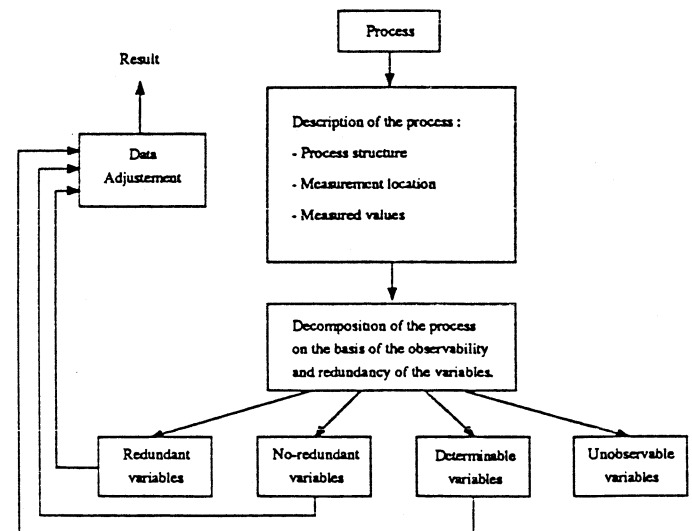 Process
Result
Description of the process :
- Process structure
- Measurement location
- Measured values
Data
Adjustement
Decomposition of the process
on the basis of the observability
and redundancy of the variables.
Redundant
variables
No-redundant
variables
Determinable
variables
Unobservable
variables